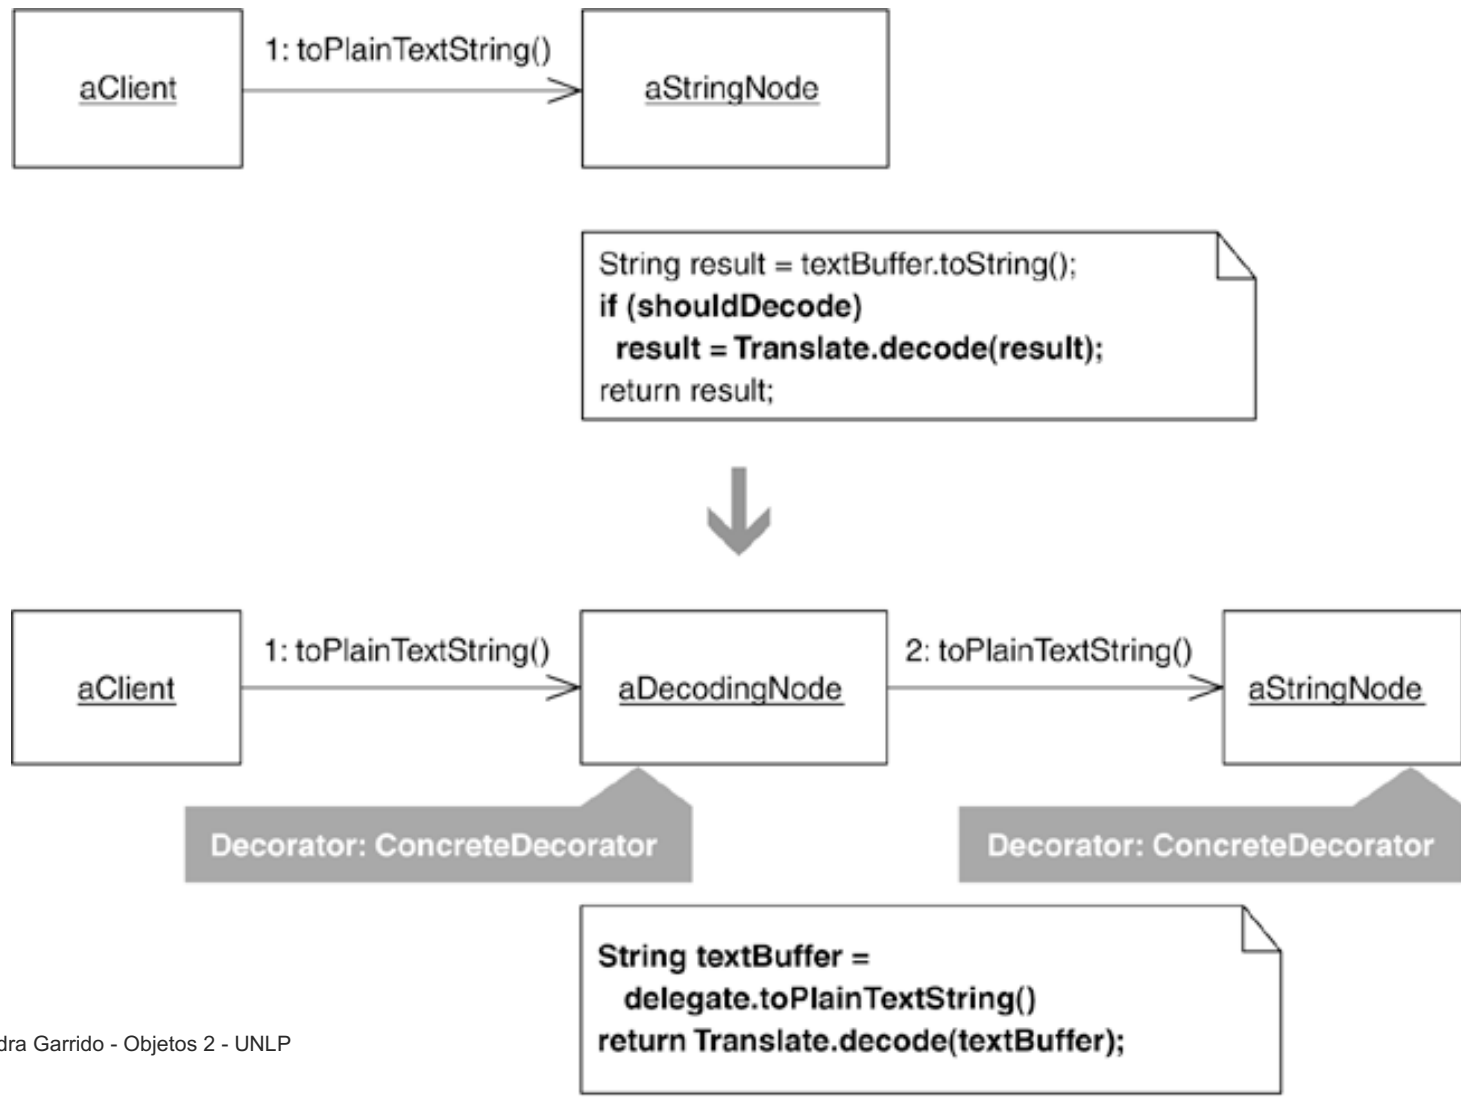 1: toPlainTextString()
aClient
aStringNode
String result = textBuffer.toString();
if (shouldDecode)
result = Translate.decode(result);
return result;
1: toPlainTextString()
2: toPlainTextString()
aClient
aDecodingNode
aStringNode
Decorator: ConcreteDecorator
Decorator: ConcreteDecorator
String textBuffer =
delegate.toPlainTextString()
return Translate.decode(textBuffer);
dra Garrido - Objetos 2 - UNLP